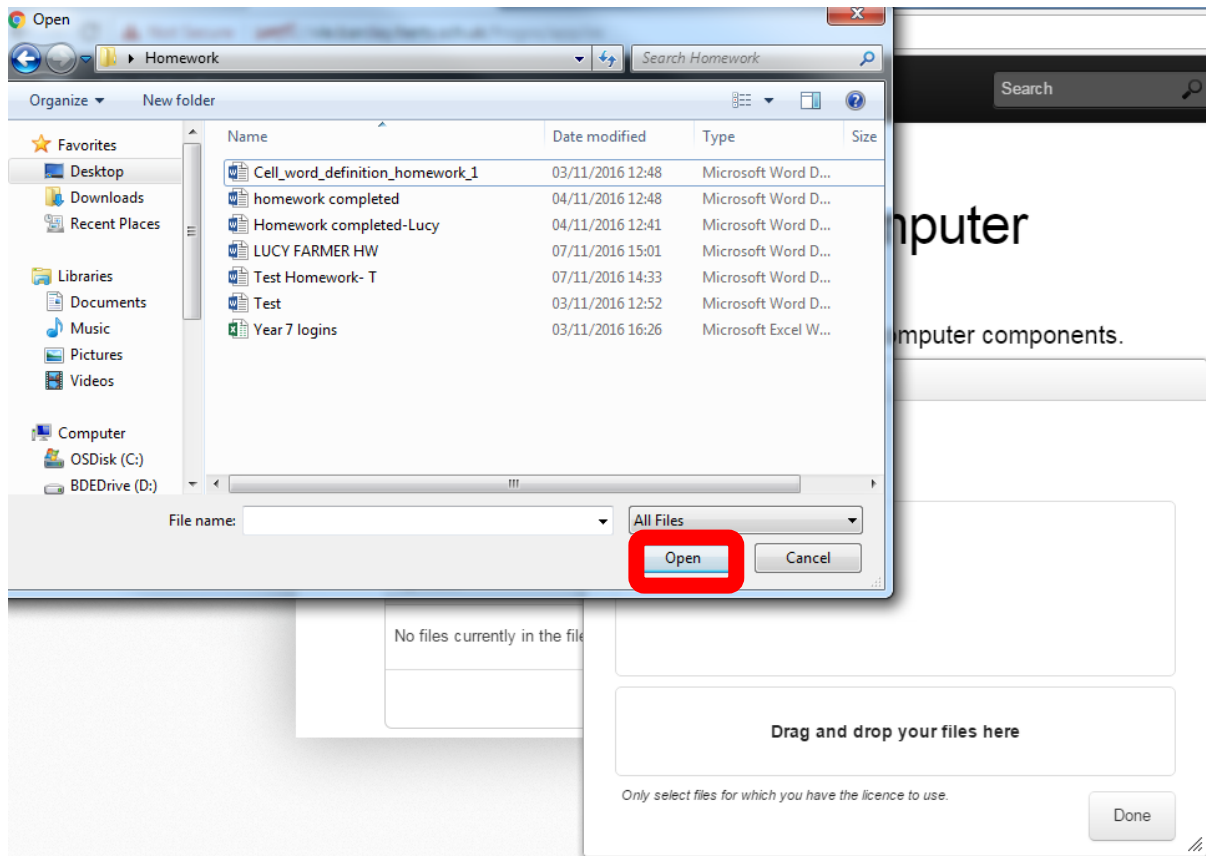 Open
Homework
Search Homework
Search
Organize
New folder
Name
Date modified
Type
Size
Favorites
Desktop
Downloads
Recent Places
Libraries
Documents
Music
Pictures
Videos
Computer
OSDisk (C:)
BDEDrive (D:)
Cell_word_definition_homework_1 03/11/2016 12:48 Microsoft Word D...
homework completed 04/11/2016 12:48 Microsoft Word D...
Homework completed-Lucy 04/11/2016 12:41 Microsoft Word D...
LUCY FARMER HW 07/11/2016 15:01 Microsoft Word D...
Test Homework- T 07/11/2016 14:33 Microsoft Word D...
Test 03/11/2016 12:52 Microsoft Word D...
Year 7 logins 03/11/2016 16:26 Microsoft Excel W...
File name:
All Files
Open
Cancel
nputer
mputer components.
No files currently in the file
Drag and drop your files here
Only select files for which you have the licence to use.
Done